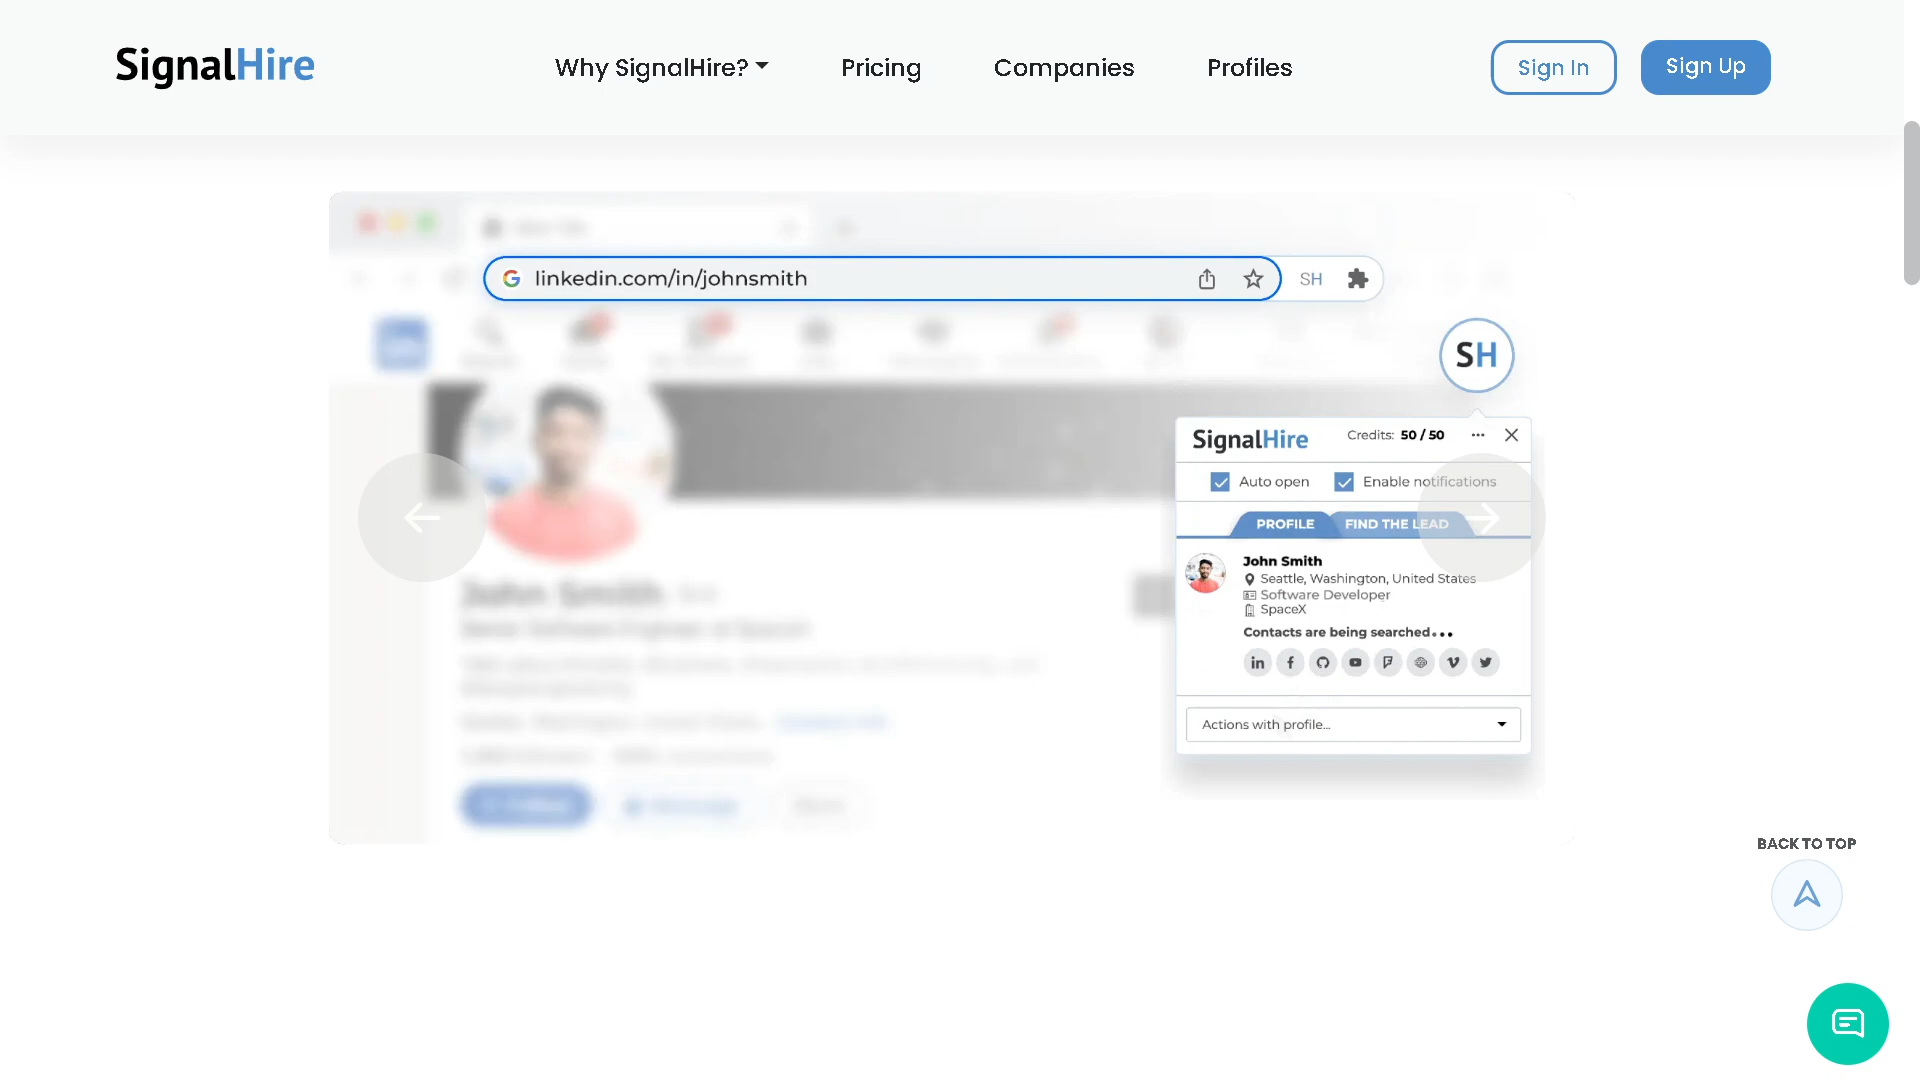 SignalHire
Why SignalHire?
Pricing
Companies
Profiles
Sign In
Sign Up
linkedin.com/in/johnsmith
SH
SH
SignalHire
Credits: 50 / 50
Auto open
Enable notifications
PROFILE
FIND THE LEAD
John Smith
Seattle, Washington, United States
Software Developer
SpaceX
Contacts are being searched...
Actions with profile...
John Smith
BACK TO TOP